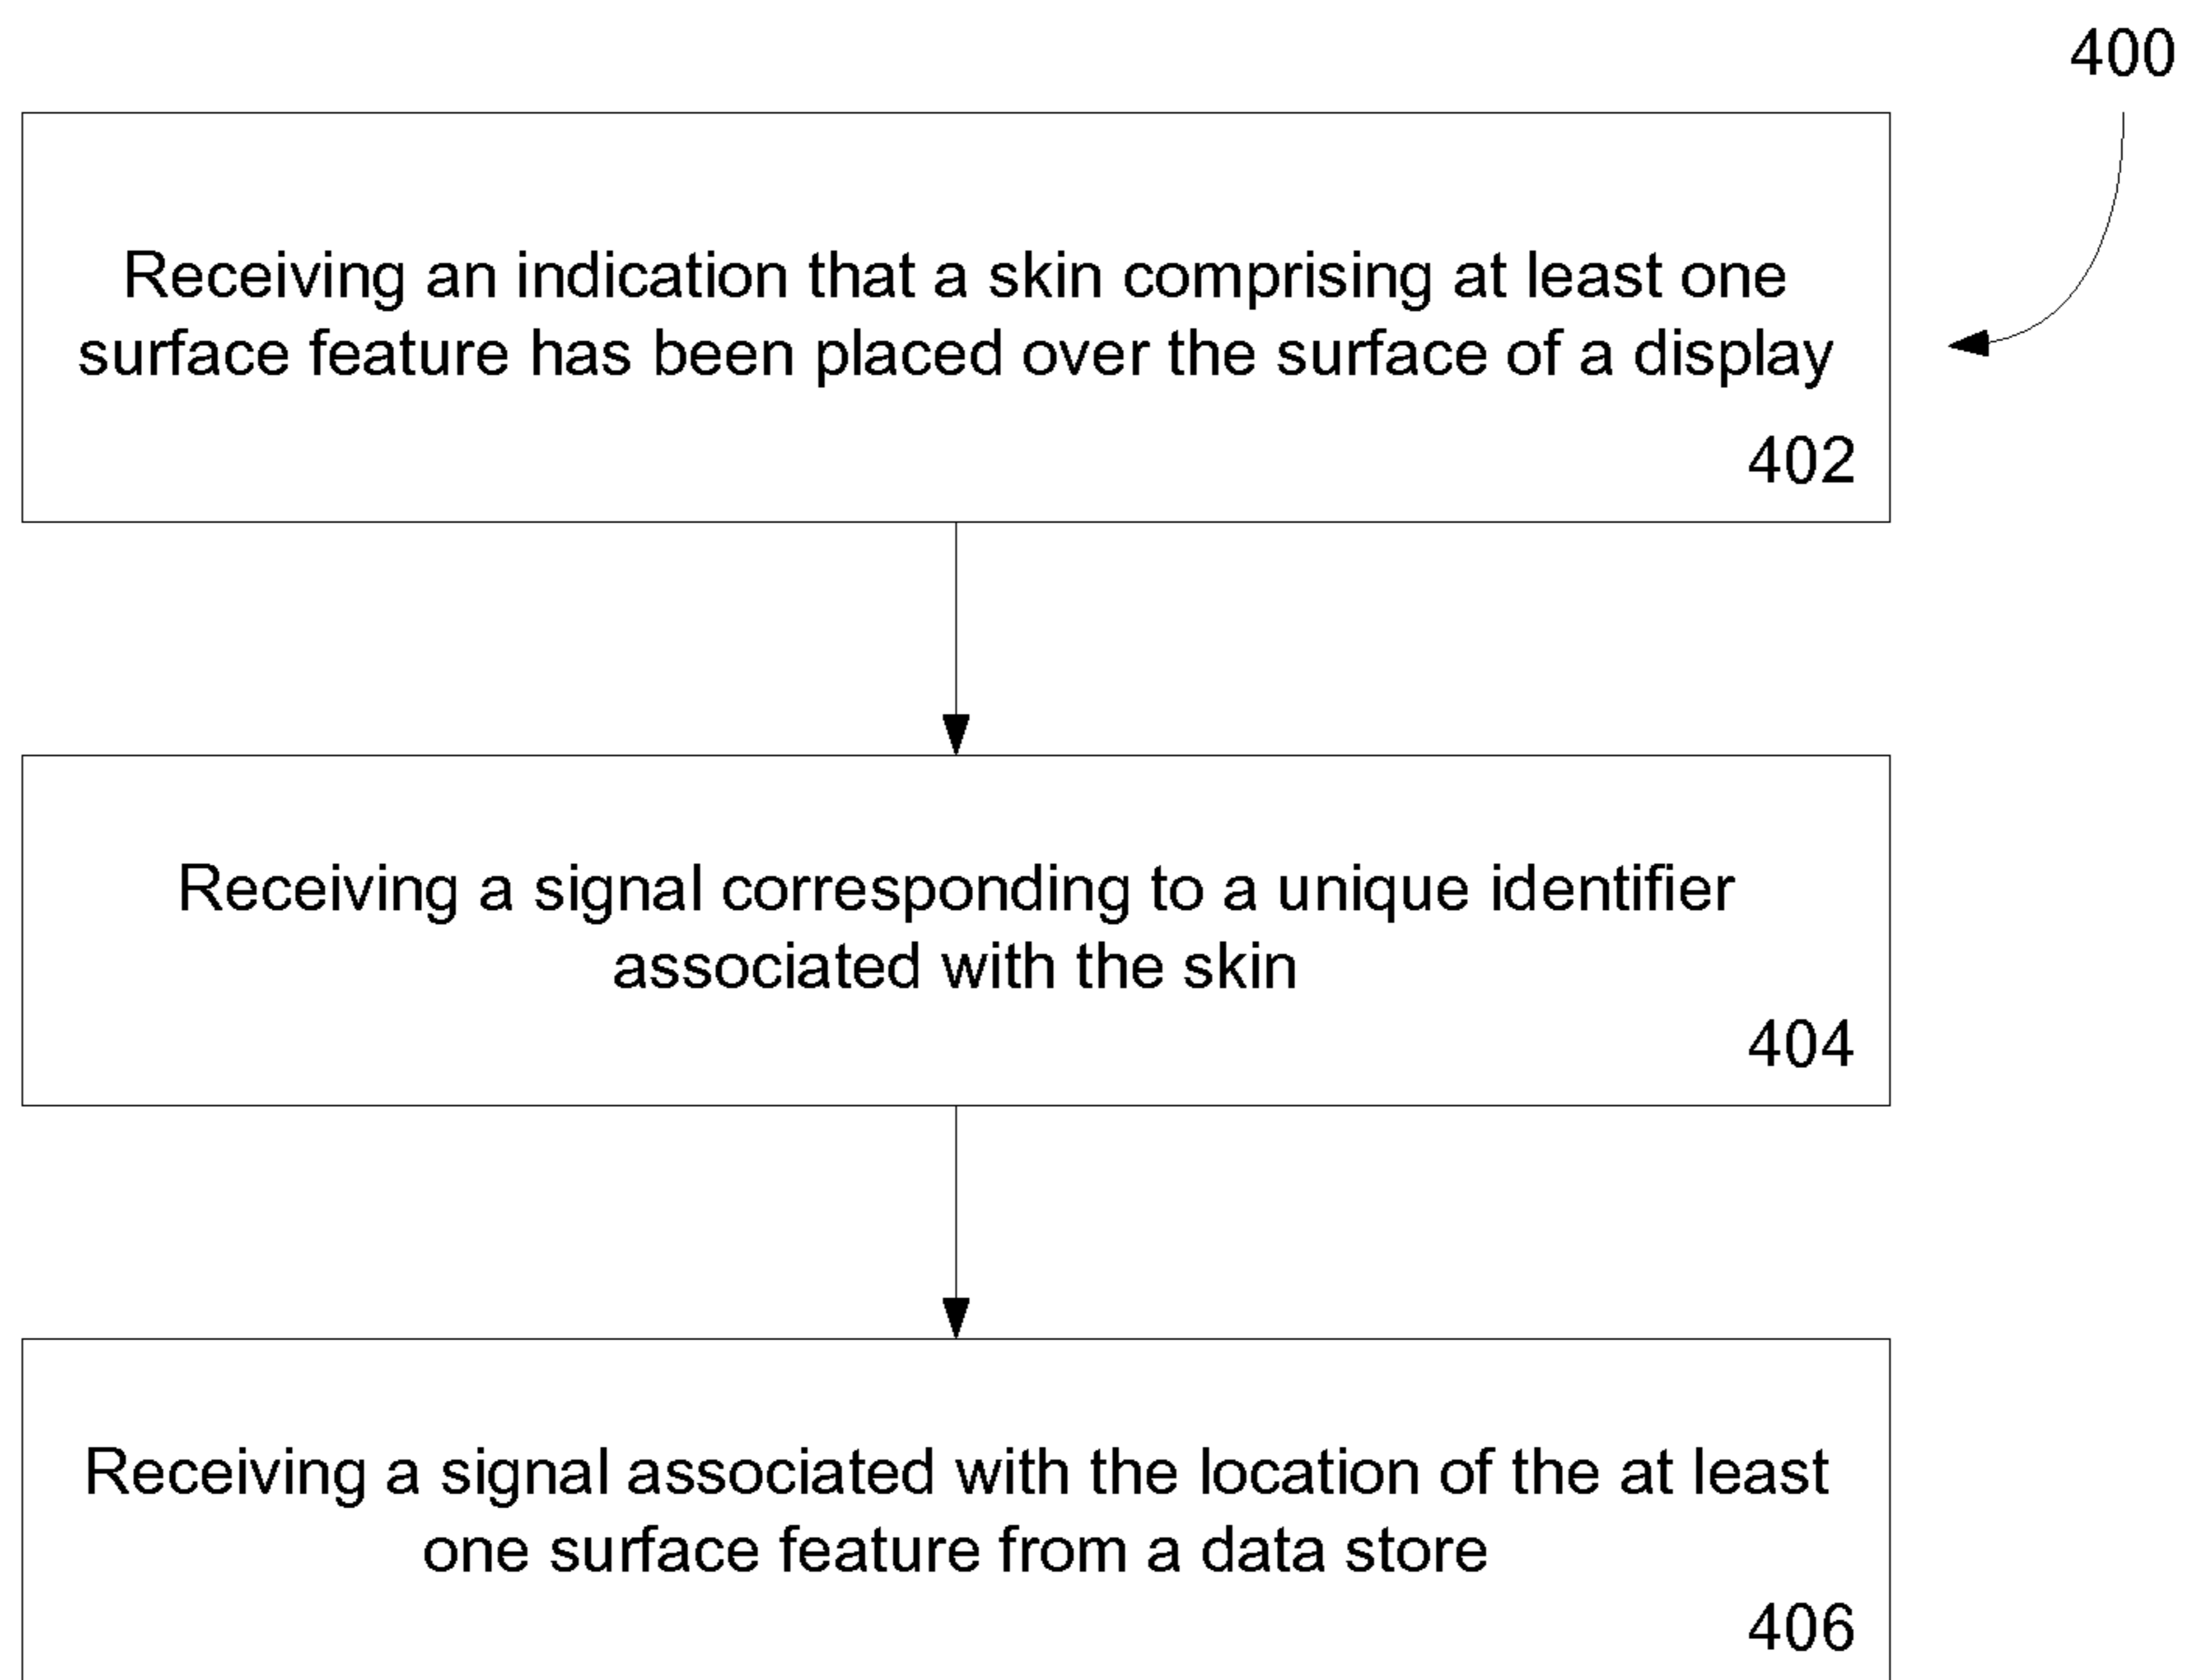 400
Receiving an indication that a skin comprising at least one
surface feature has been placed over the surface of a display
402
Receiving a signal corresponding to a unique identifier
associated with the skin
404
Receiving a signal associated with the location of the at least
one surface feature from a data store
406